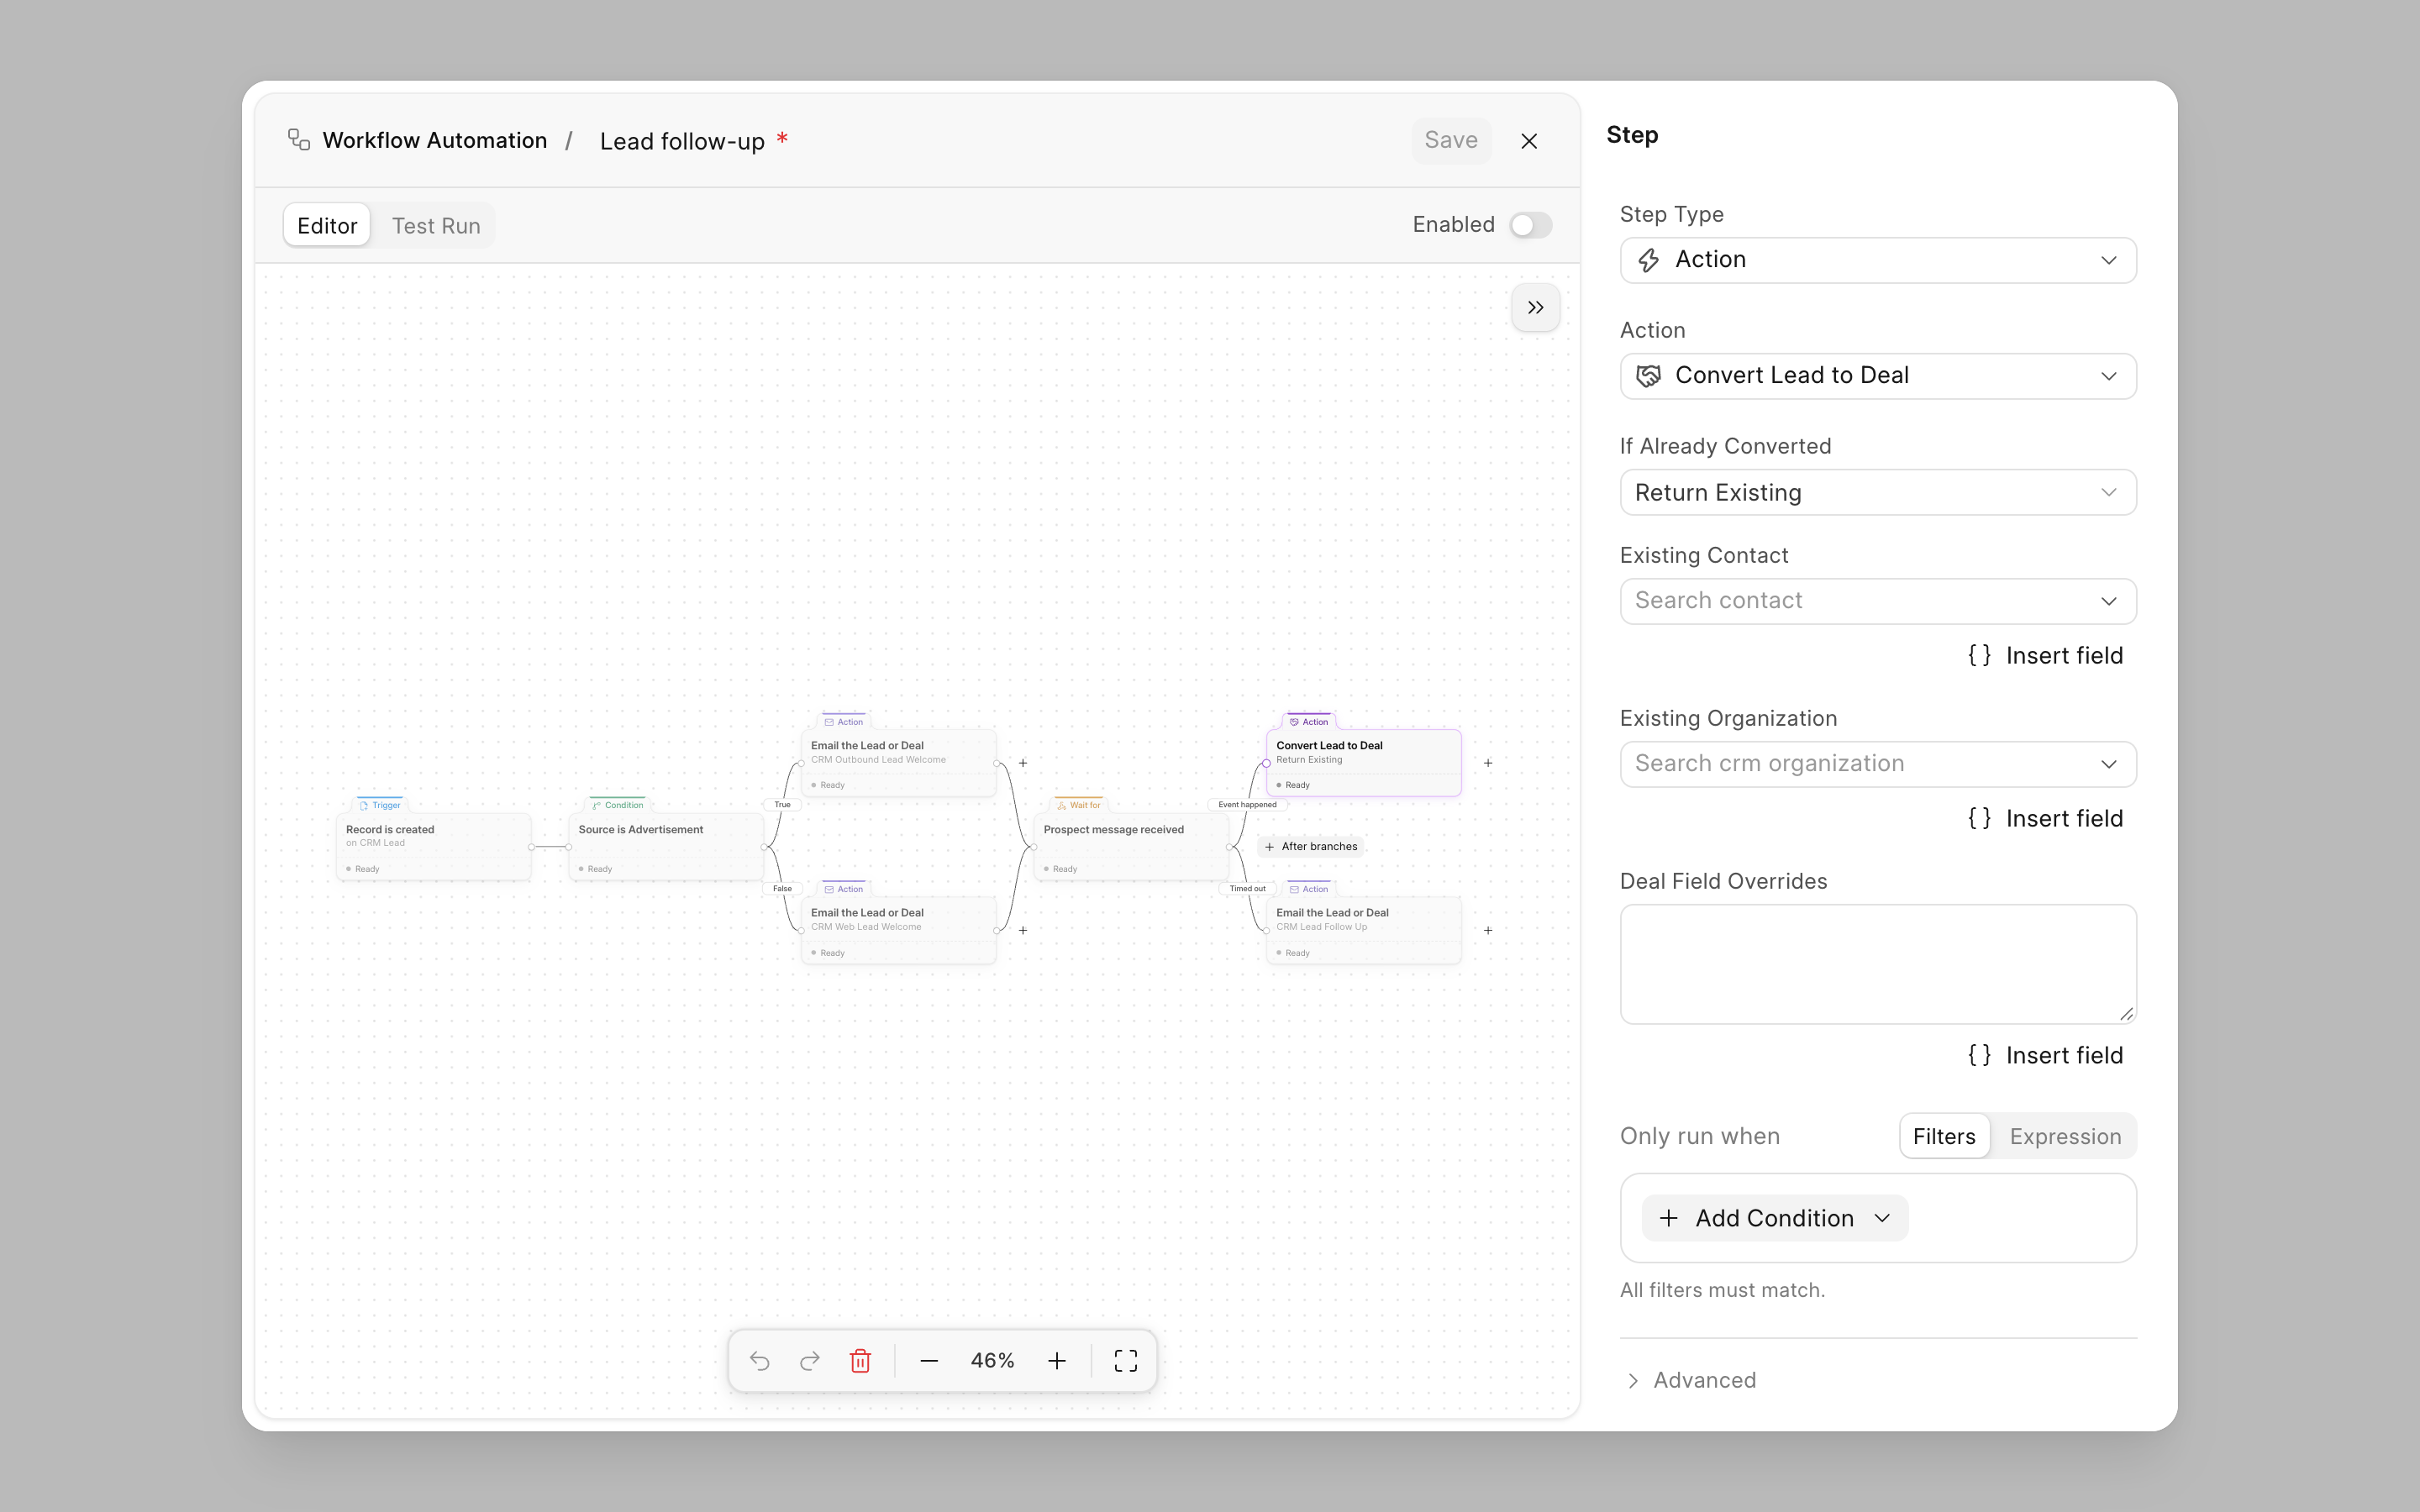 Workflow Automation / Lead follow-up *
Save
Editor
Test Run
Enabled
Trigger
Record is created
on CRM Lead
Ready
Condition
Source is Advertisement
Ready
True
False
Action
Email the Lead or Deal
CRM Outbound Lead Welcome
Ready
Action
Email the Lead or Deal
CRM Web Lead Welcome
Ready
Wait for
Prospect message received
Ready
Event happened
After branches
Timed out
Action
Convert Lead to Deal
Return Existing
Ready
Action
Email the Lead or Deal
CRM Lead Follow Up
Ready
46%
Step
Step Type
Action
Action
Convert Lead to Deal
If Already Converted
Return Existing
Existing Contact
Search contact
{ } Insert field
Existing Organization
Search crm organization
{ } Insert field
Deal Field Overrides
{ } Insert field
Only run when
Filters
Expression
Add Condition
All filters must match.
Advanced